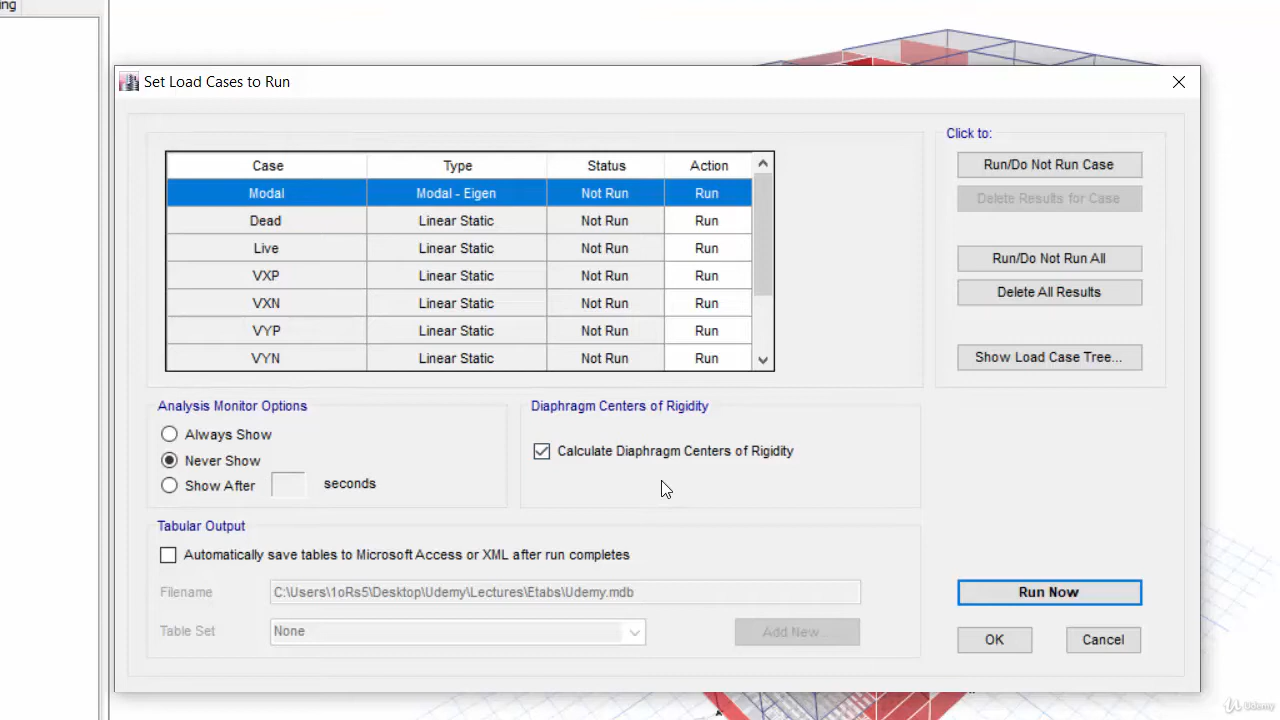 ing
Set Load Cases to Run
Click to:
Case Type Status Action
Modal Modal - Eigen Not Run Run
Dead Linear Static Not Run Run
Live Linear Static Not Run Run
VXP Linear Static Not Run Run
VXN Linear Static Not Run Run
VYP Linear Static Not Run Run
VYN Linear Static Not Run Run
Run/Do Not Run Case
Delete Results for Case
Run/Do Not Run All
Delete All Results
Show Load Case Tree...
Analysis Monitor Options
Always Show
Never Show
Show After seconds
Diaphragm Centers of Rigidity
Calculate Diaphragm Centers of Rigidity
Tabular Output
Automatically save tables to Microsoft Access or XML after run completes
Filename C:\Users\1oRs5\Desktop\Udemy\Lectures\Etabs\Udemy.mdb
Table Set None Add New...
Run Now
OK Cancel
Udemy